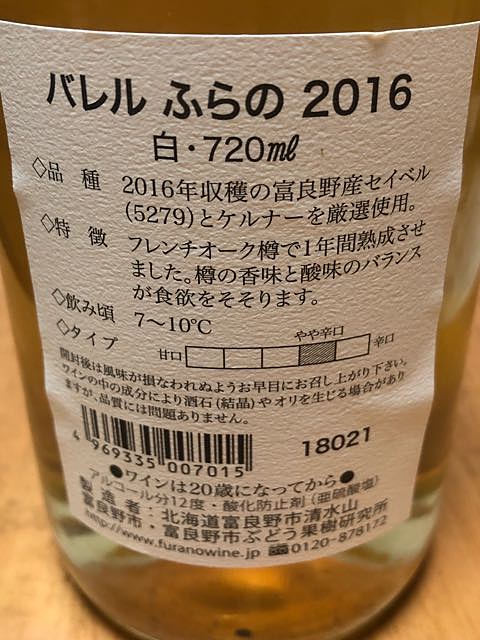 バレル ふらの 2016
白・720㎖
◇品 種 2016年収穫の富良野産セイベル
(5279)とケルナーを厳選使用。
◇特 徴 フレンチオーク樽で1年間熟成させ
ました。樽の香味と酸味のバランス
が食欲をそそります。
◇飲み頃 7～10℃
◇タイプ やや辛口
甘口 辛口
開封後は風味が損なわれぬようお早目にお召し上がり下さい。
ワインの中の成分により酒石(結晶)やオリを生じる場合があり
ますが、品質には問題ありません。
4 969335 007015
18021
●ワインは20歳になってから●
アルコール分12度・酸化防止剤(亜硫酸塩)
製造者：北海道富良野市清水山
富良野市・富良野市ぶどう果樹研究所
http://www.furanowine.jp 0120-878172